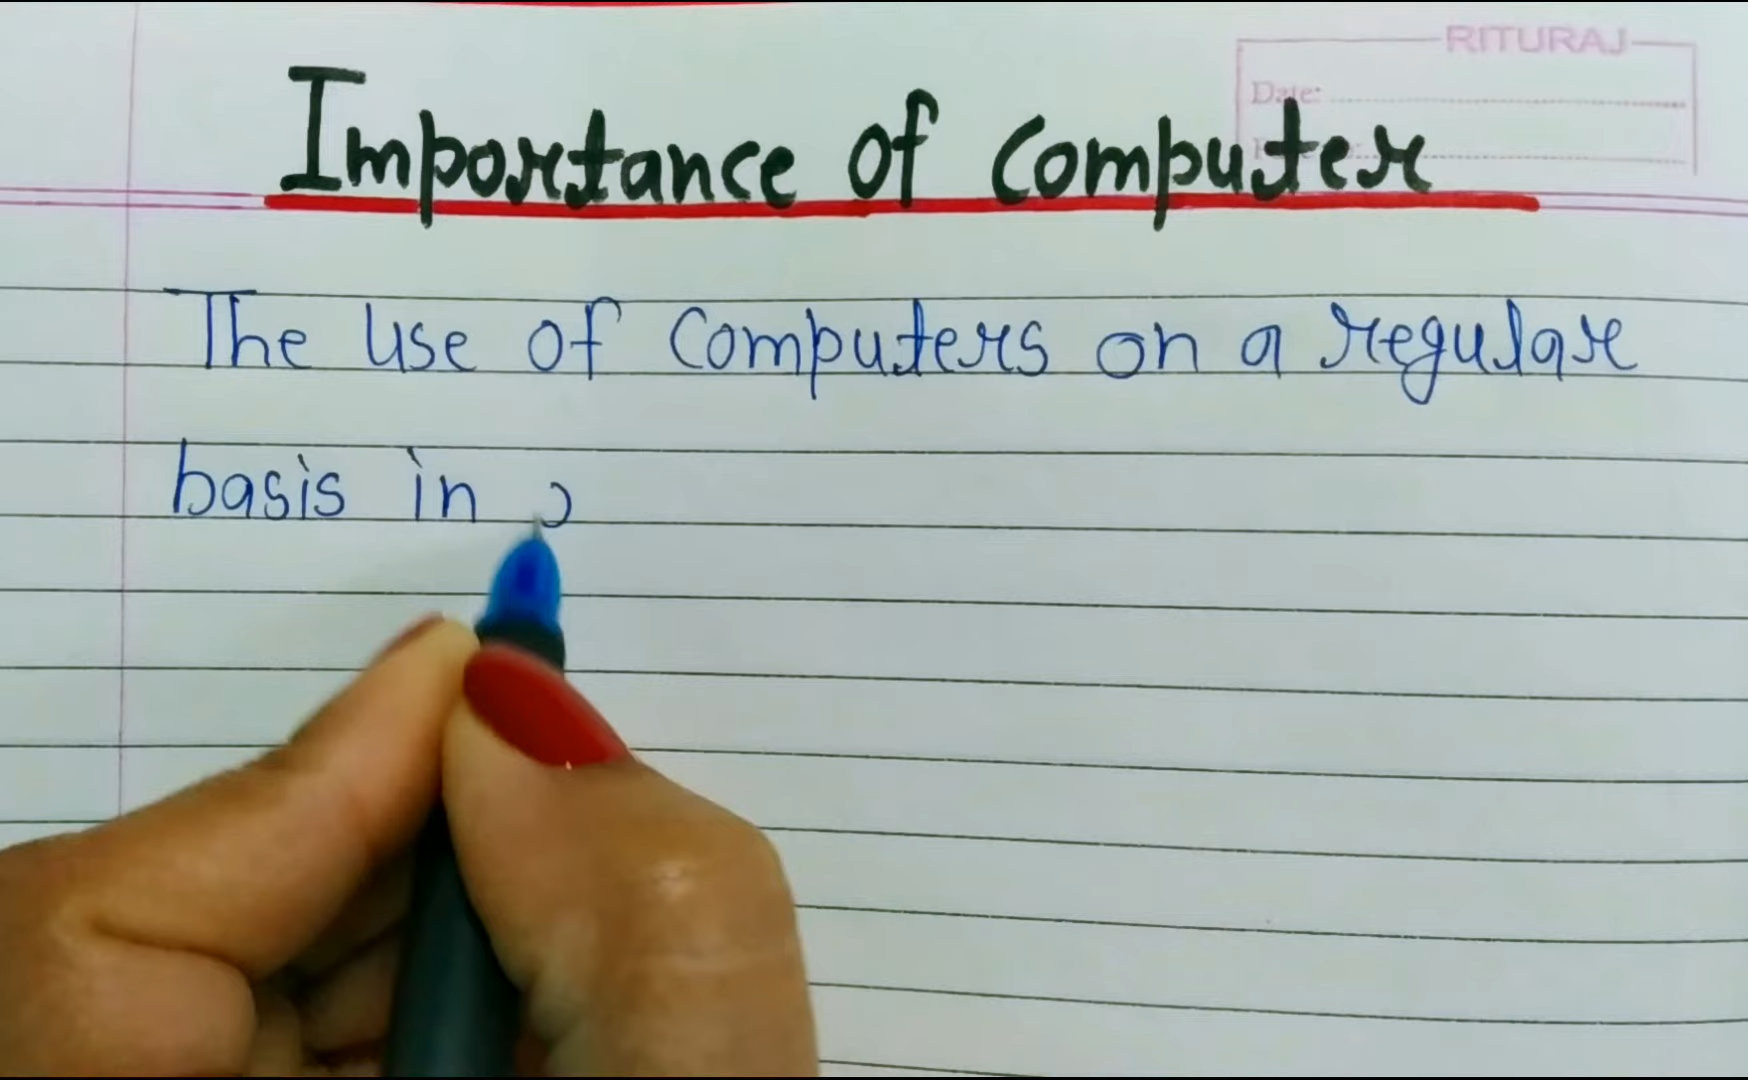 RITURAJ
Date:
Importance of Computer
The use of Computers on a regular
basis in